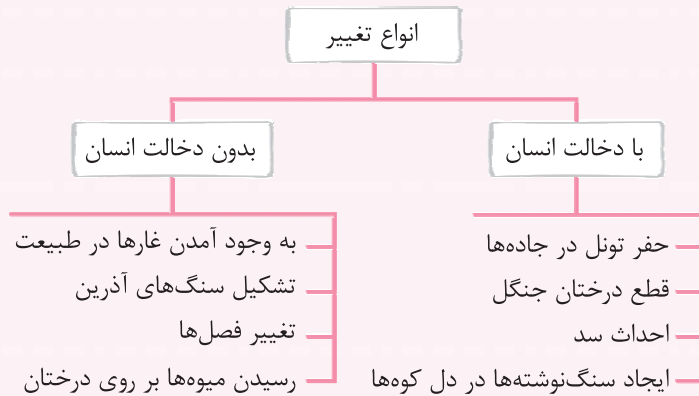 انواع تغییر
با دخالت انسان
بدون دخالت انسان
حفر تونل در جاده‌ها
قطع درختان جنگل
احداث سد
ایجاد سنگ‌نوشته‌ها در دل کوه‌ها
به وجود آمدن غارها در طبیعت
تشکیل سنگ‌های آذرین
تغییر فصل‌ها
رسیدن میوه‌ها بر روی درختان